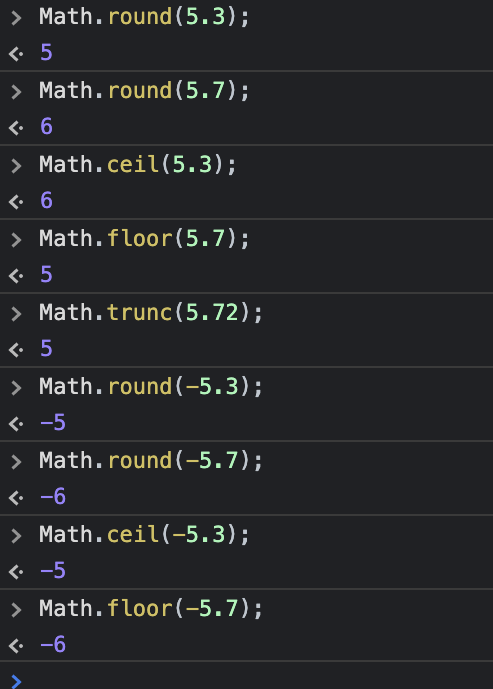 > Math.round(5.3);
<· 5
> Math.round(5.7);
<· 6
> Math.ceil(5.3);
<· 6
> Math.floor(5.7);
<· 5
> Math.trunc(5.72);
<· 5
> Math.round(-5.3);
<· -5
> Math.round(-5.7);
<· -6
> Math.ceil(-5.3);
<· -5
> Math.floor(-5.7);
<· -6
>